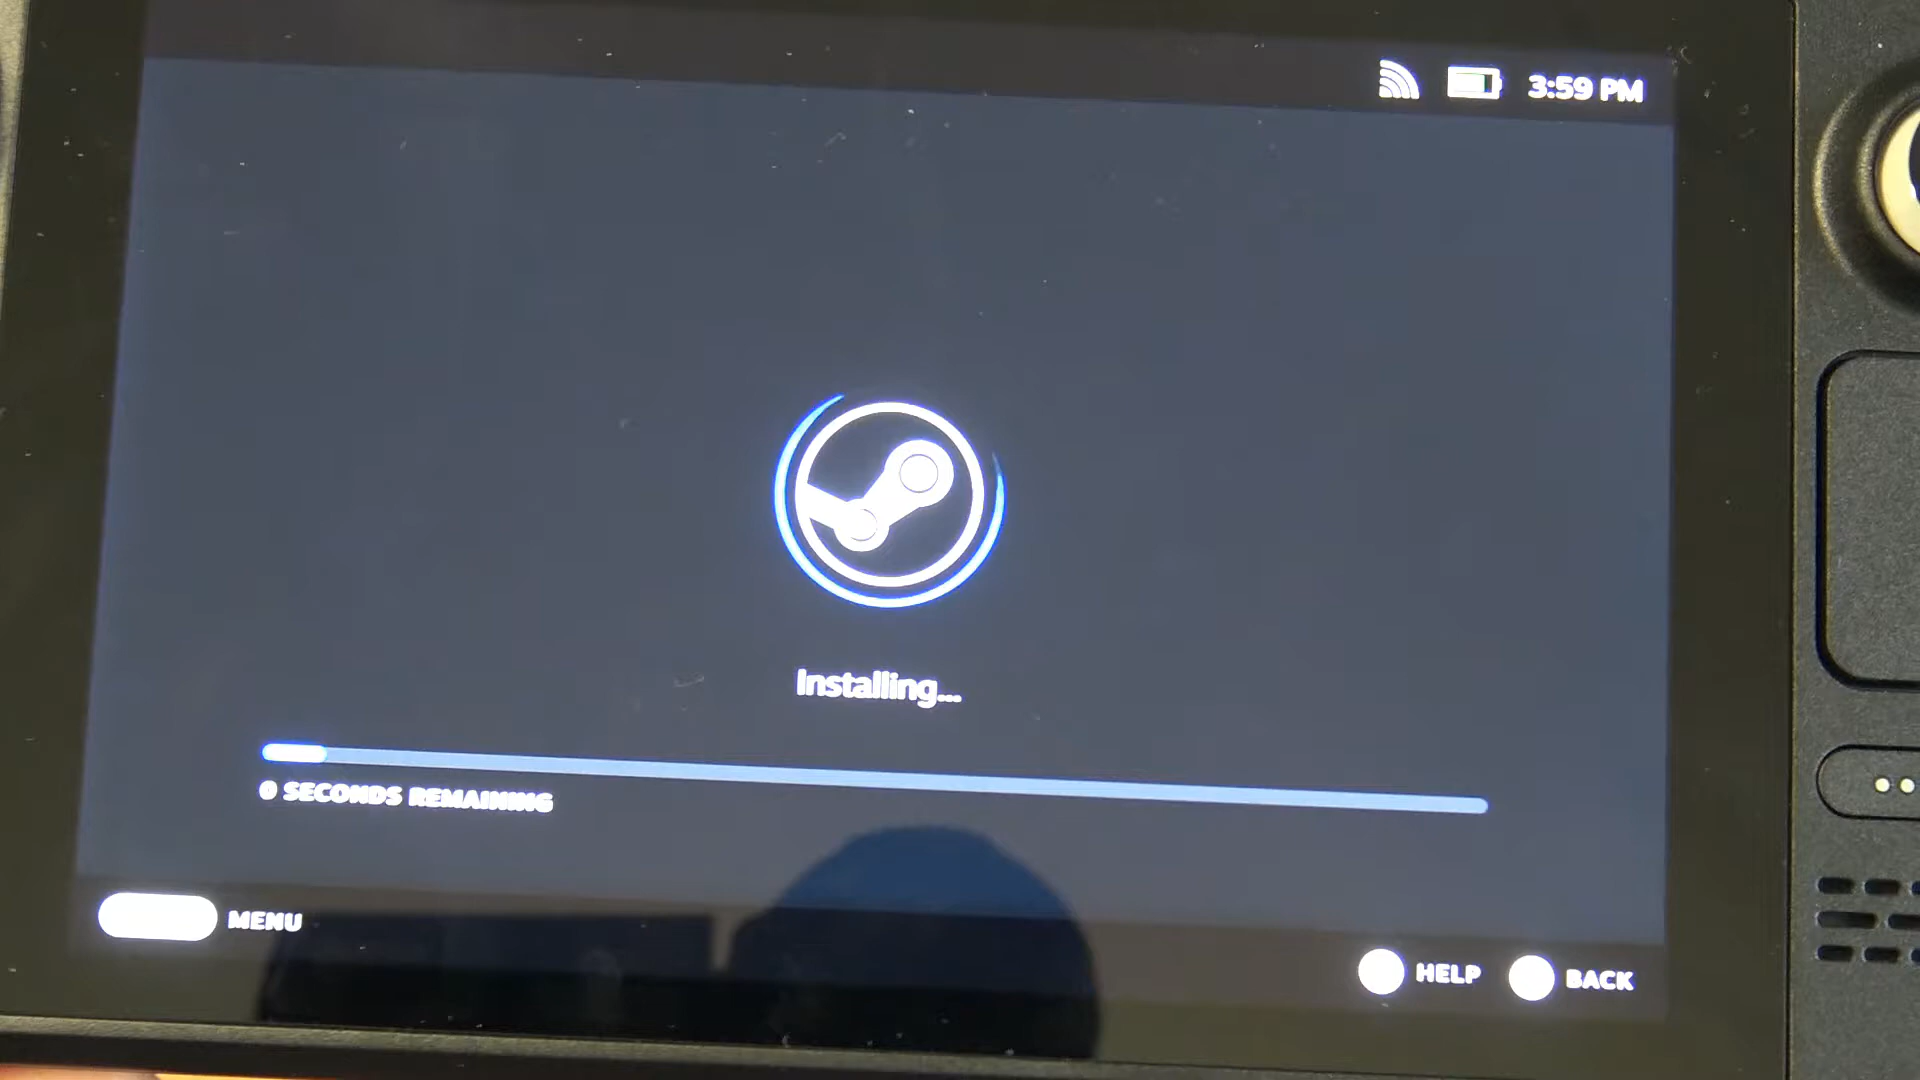 3:59 PM
Installing...
0 SECONDS REMAINING
MENU
HELP
BACK